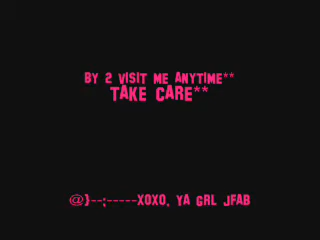 BY 2 VISIT ME ANYTIME**
TAKE CARE**
@}--;-----XOXO, YA GRL JFAB